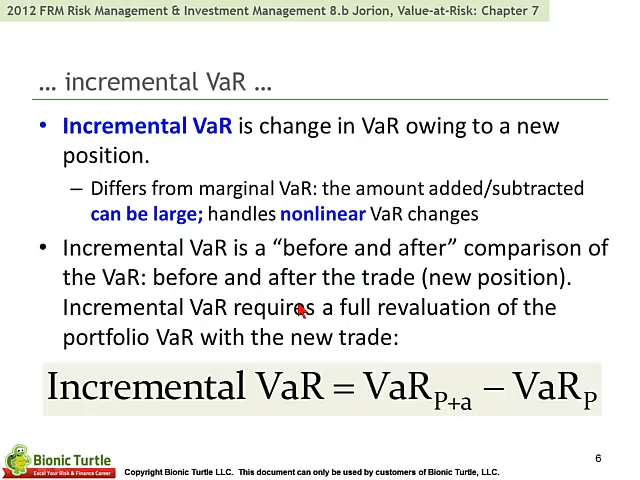 2012 FRM Risk Management & Investment Management 8.b Jorion, Value-at-Risk: Chapter 7
… incremental VaR …
• Incremental VaR is change in VaR owing to a new
position.
– Differs from marginal VaR: the amount added/subtracted
can be large; handles nonlinear VaR changes
• Incremental VaR is a “before and after” comparison of
the VaR: before and after the trade (new position).
Incremental VaR requires a full revaluation of the
portfolio VaR with the new trade:
Incremental VaR = VaR_P+a − VaR_P
6
Bionic Turtle
Excel Your Risk & Finance Career
Copyright Bionic Turtle LLC. This document can only be used by customers of Bionic Turtle, LLC.